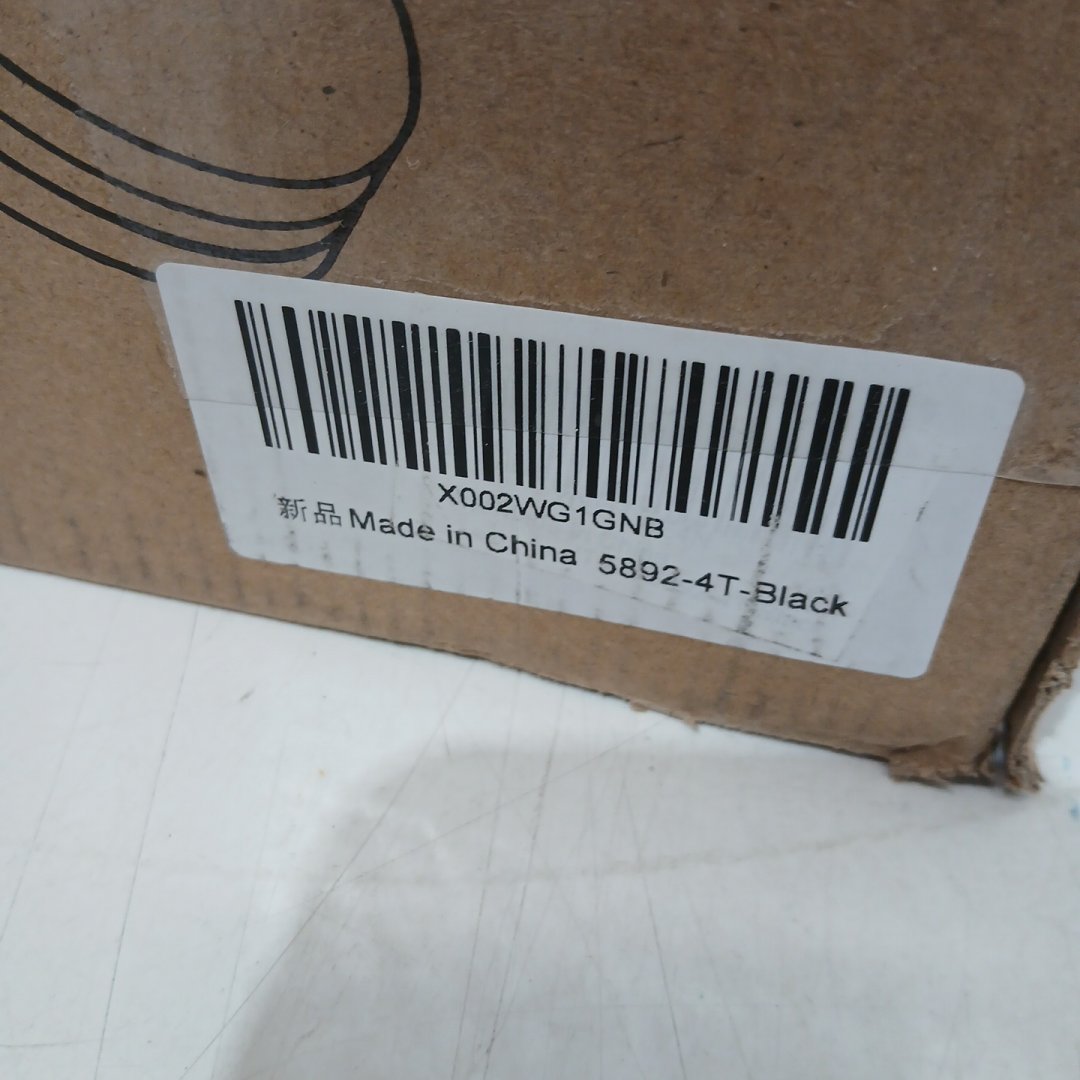 X002WG1GNB
新品 Made in China 5892-4T-Black